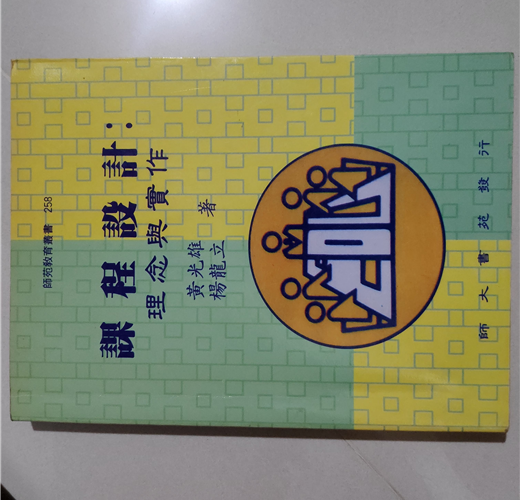 師苑教育叢書 258
課程設計：
理念與實作
黃光雄
楊龍立
著
師大書苑發行